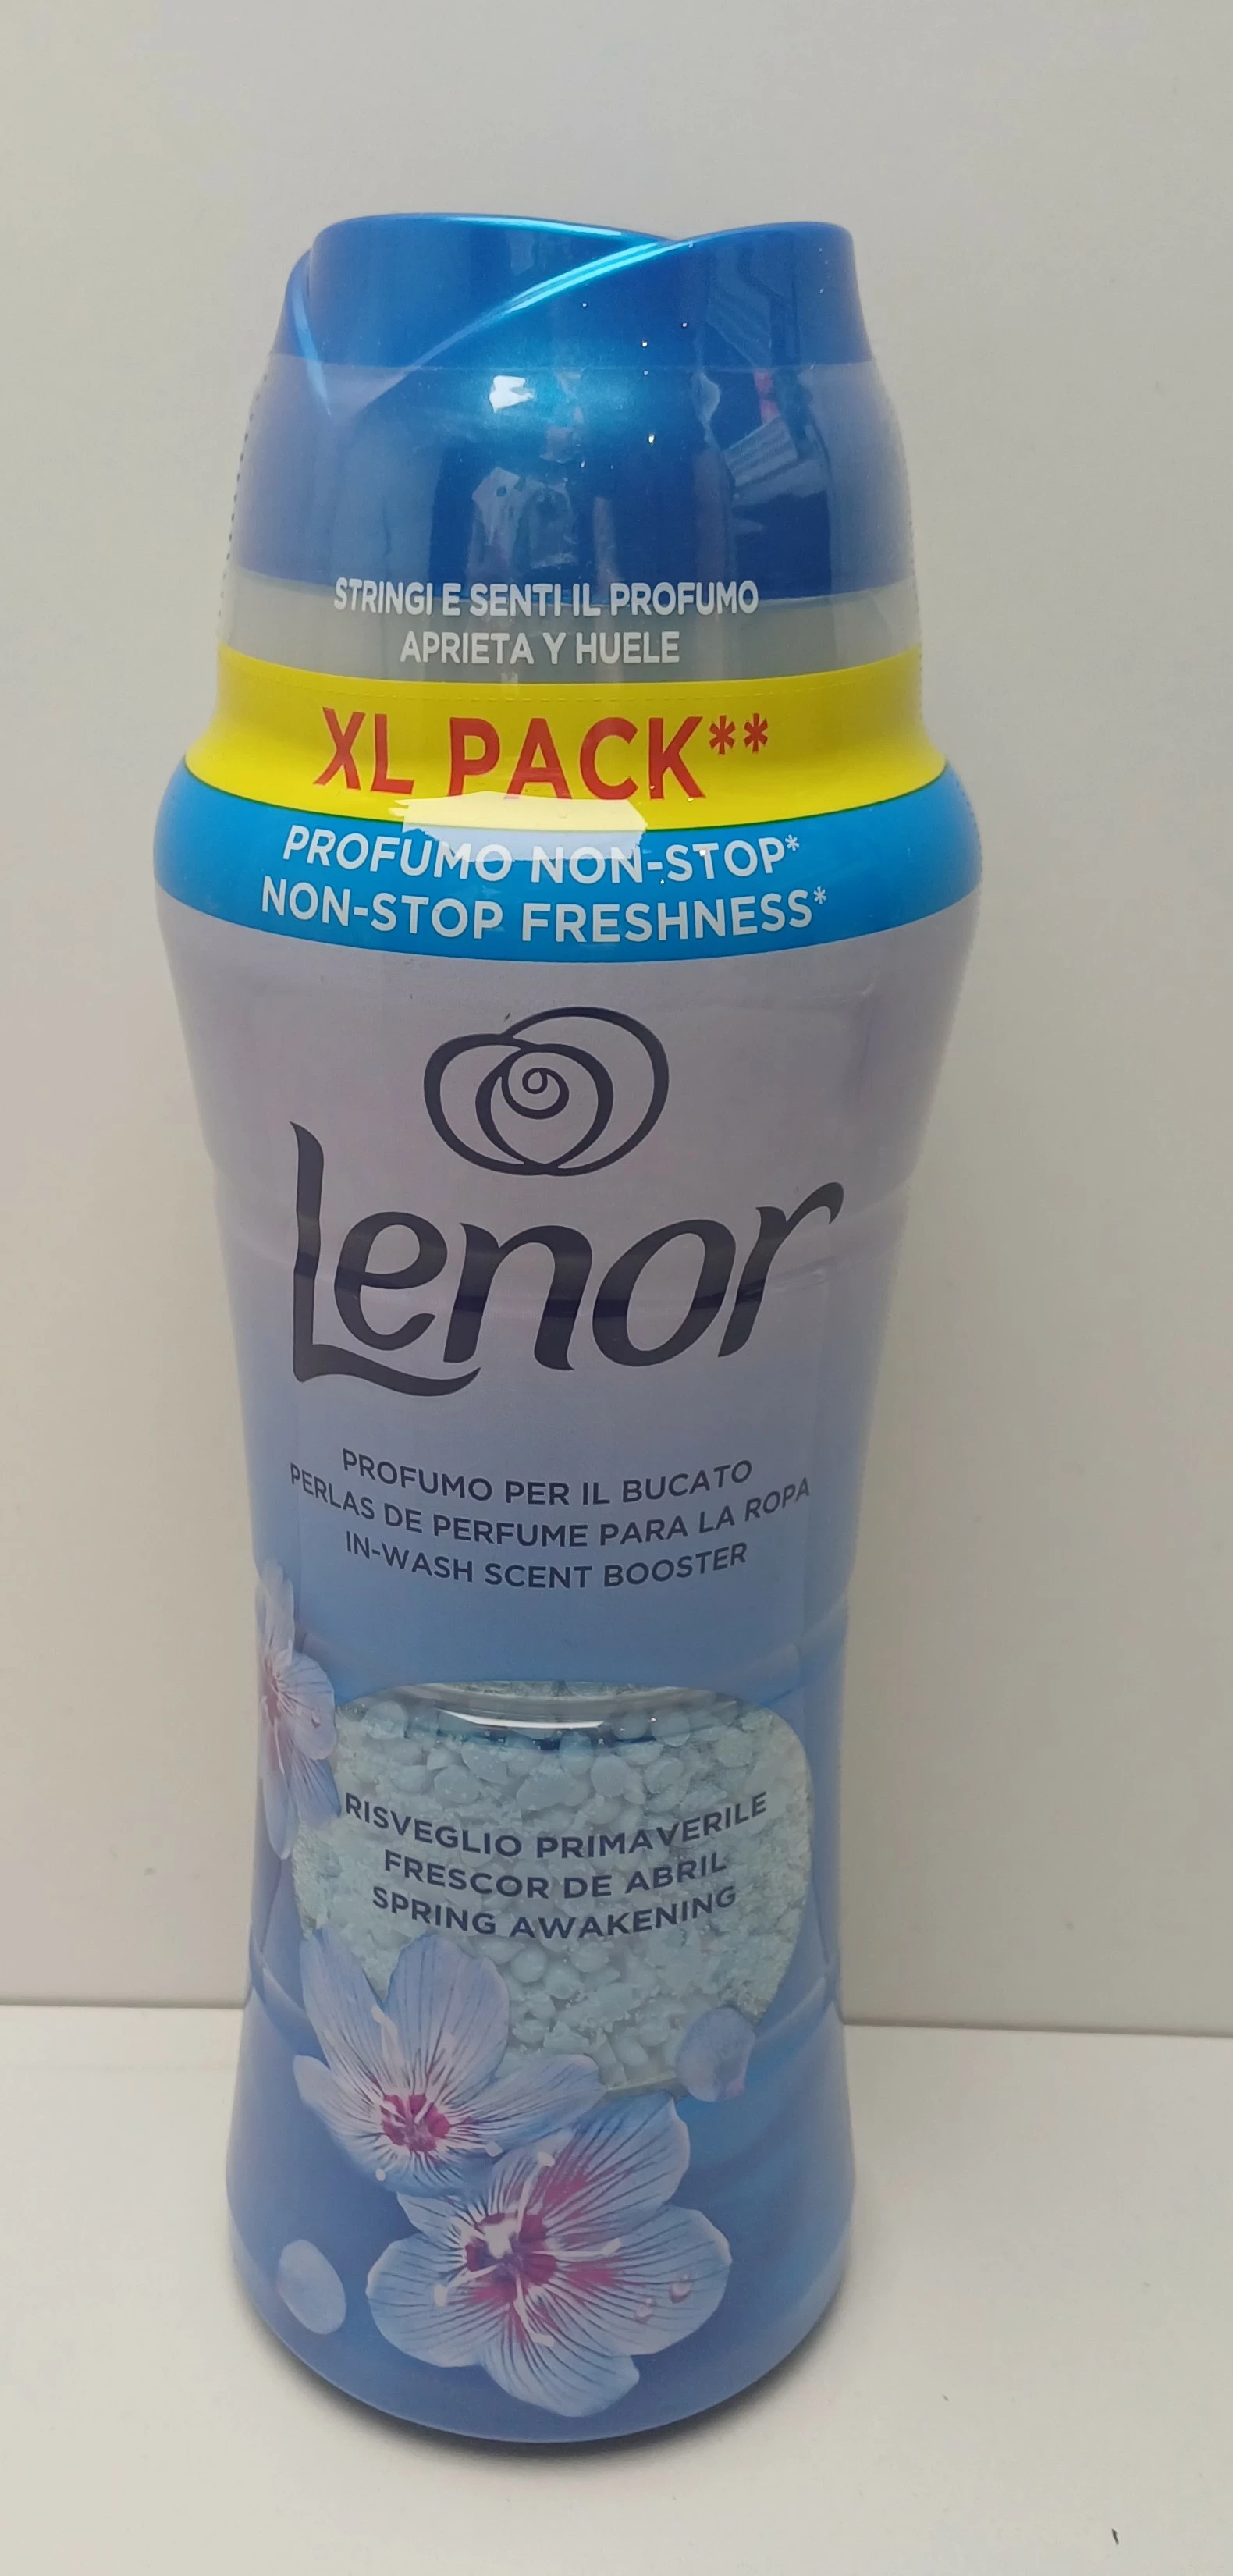 STRINGI E SENTI IL PROFUMO
APRIETA Y HUELE
XL PACK**
PROFUMO NON-STOP*
NON-STOP FRESHNESS*
Lenor
PROFUMO PER IL BUCATO
PERLAS DE PERFUME PARA LA ROPA
IN-WASH SCENT BOOSTER
RISVEGLIO PRIMAVERILE
FRESCOR DE ABRIL
SPRING AWAKENING